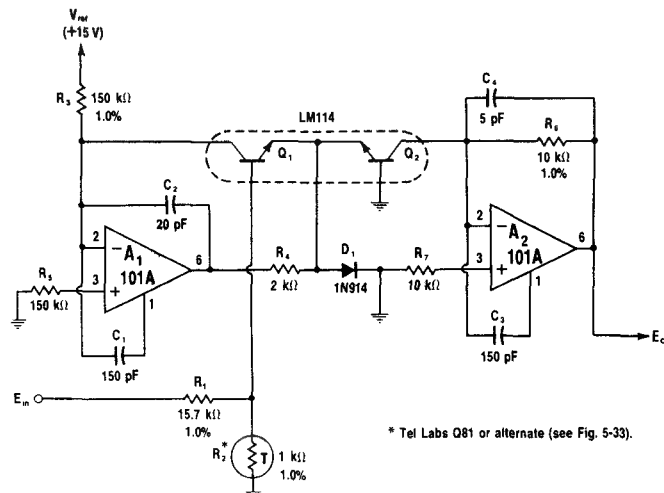 Vref
(+15 V)
R3
150 kΩ
1.0%
LM114
Q1
Q2
C4
5 pF
R6
10 kΩ
1.0%
C2
20 pF
2
A1
101A
6
3
1
R5
150 kΩ
C1
150 pF
R4
2 kΩ
D1
1N914
R7
10 kΩ
2
A2
101A
6
3
1
C3
150 pF
Eo
Ein
R1
15.7 kΩ
1.0%
R2*
T
1 kΩ
1.0%
* Tel Labs Q81 or alternate (see Fig. 5-33).